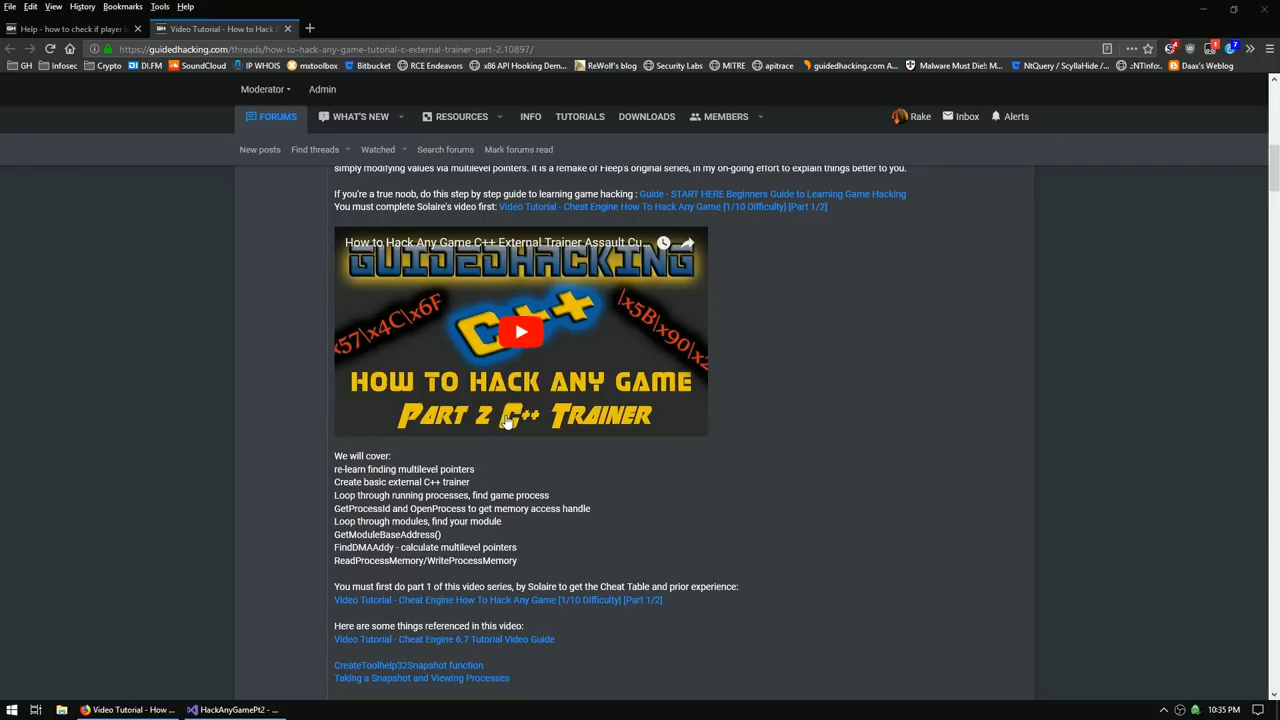 File Edit View History Bookmarks Tools Help
Help - how to check if player i
Video Tutorial - How to Hack A
https://guidedhacking.com/threads/how-to-hack-any-game-tutorial-c-external-trainer-part-2.10897/
GH Infosec Crypto DI.FM SoundCloud IP WHOIS mxtoolbox Bitbucket RCE Endeavors x86 API Hooking Dem... ReWolf's blog Security Labs MITRE apitrace guidedhacking.com A... Malware Must Die!: M... NtQuery / ScyllaHide /... .:NTInfo:. Daax's Weblog
Moderator Admin
FORUMS WHAT'S NEW RESOURCES INFO TUTORIALS DOWNLOADS MEMBERS Rake Inbox Alerts
New posts Find threads Watched Search forums Mark forums read
simply modifying values via multilevel pointers. It is a remake of Fleep's original series, in my on-going effort to explain things better to you.
If you're a true noob, do this step by step guide to learning game hacking : Guide - START HERE Beginners Guide to Learning Game Hacking
You must complete Solaire's video first: Video Tutorial - Cheat Engine How To Hack Any Game [1/10 Difficulty] [Part 1/2]
How to Hack Any Game C++ External Trainer Assault Cu...
GUIDEDHACKING
C++
HOW TO HACK ANY GAME
PART 2 C++ TRAINER
We will cover:
re-learn finding multilevel pointers
Create basic external C++ trainer
Loop through running processes, find game process
GetProcessId and OpenProcess to get memory access handle
Loop through modules, find your module
GetModuleBaseAddress()
FindDMAAddy - calculate multilevel pointers
ReadProcessMemory/WriteProcessMemory
You must first do part 1 of this video series, by Solaire to get the Cheat Table and prior experience:
Video Tutorial - Cheat Engine How To Hack Any Game [1/10 Difficulty] [Part 1/2]
Here are some things referenced in this video:
Video Tutorial - Cheat Engine 6.7 Tutorial Video Guide
CreateToolhelp32Snapshot function
Taking a Snapshot and Viewing Processes
Video Tutorial - How ... HackAnyGamePt2 - ... 10:35 PM